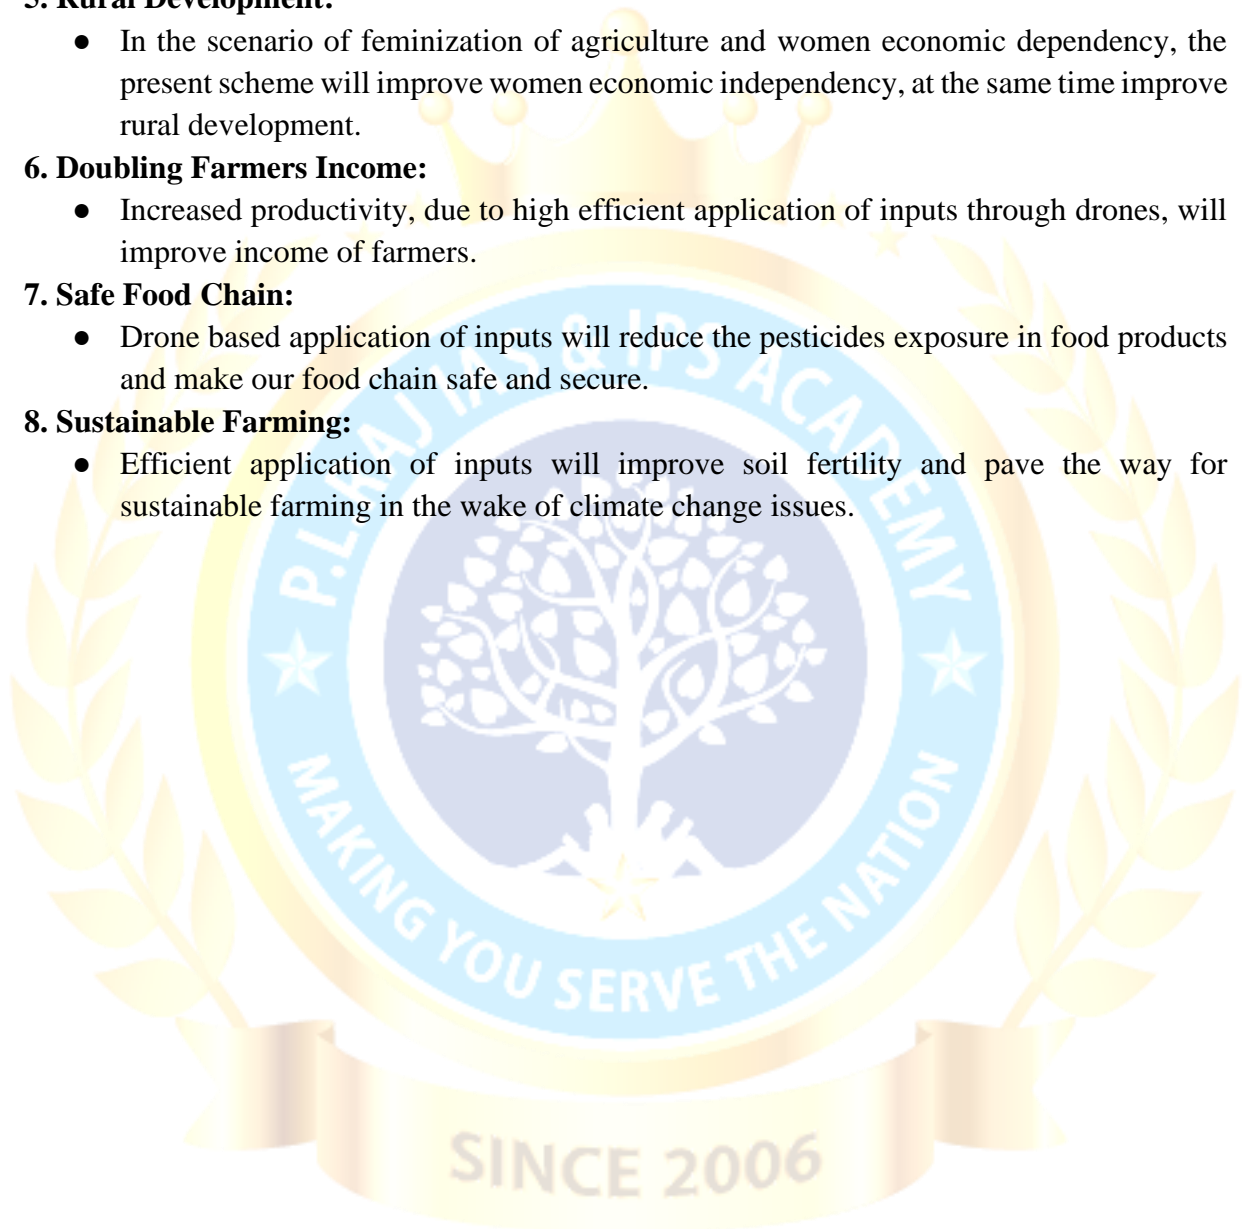 5. Rural Development:
● In the scenario of feminization of agriculture and women economic dependency, the
present scheme will improve women economic independency, at the same time improve
rural development.
6. Doubling Farmers Income:
● Increased productivity, due to high efficient application of inputs through drones, will
improve income of farmers.
7. Safe Food Chain:
● Drone based application of inputs will reduce the pesticides exposure in food products
and make our food chain safe and secure.
8. Sustainable Farming:
● Efficient application of inputs will improve soil fertility and pave the way for
sustainable farming in the wake of climate change issues.
P.L.RAJ IAS & IPS ACADEMY
MAKING YOU SERVE THE NATION
SINCE 2006